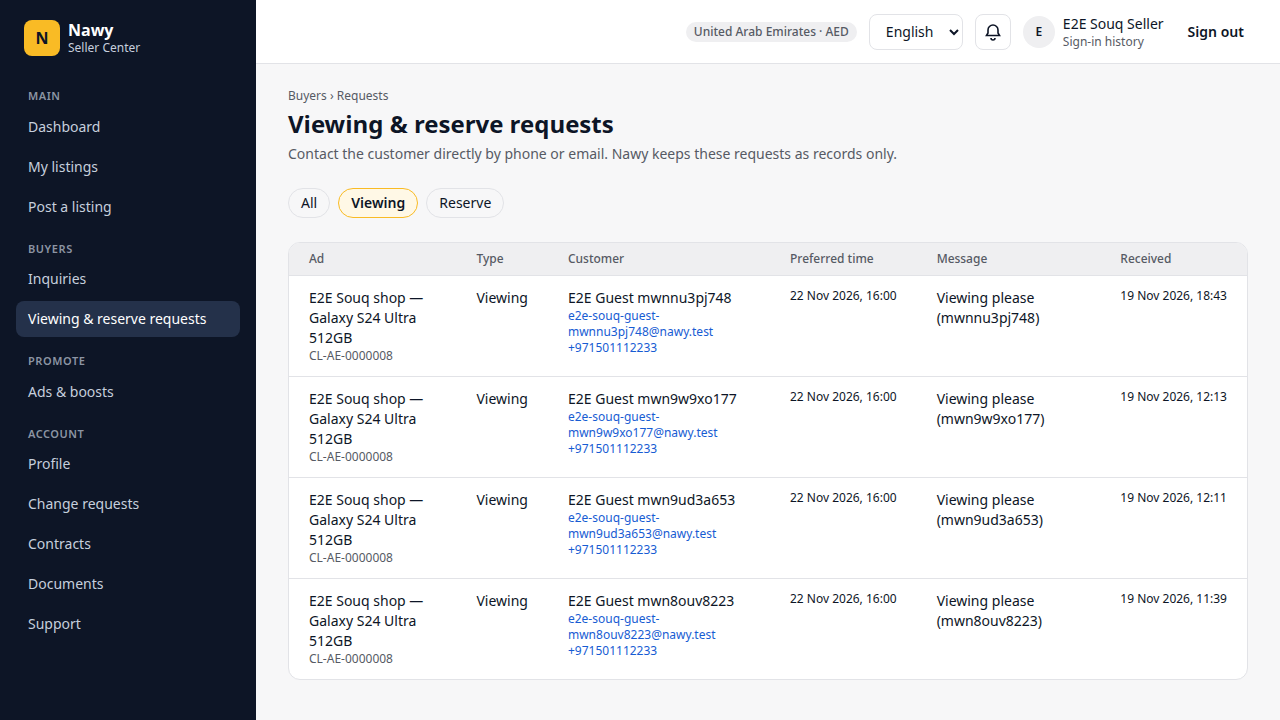 N
Nawy
Seller Center
MAIN
Dashboard
My listings
Post a listing
BUYERS
Inquiries
Viewing & reserve requests
PROMOTE
Ads & boosts
ACCOUNT
Profile
Change requests
Contracts
Documents
Support
United Arab Emirates · AED
English
E
E2E Souq Seller
Sign-in history
Sign out
Buyers › Requests
Viewing & reserve requests
Contact the customer directly by phone or email. Nawy keeps these requests as records only.
All
Viewing
Reserve
Ad Type Customer Preferred time Message Received
E2E Souq shop —
Galaxy S24 Ultra
512GB
CL-AE-0000008
Viewing
E2E Guest mwnnu3pj748
e2e-souq-guest-
mwnnu3pj748@nawy.test
+971501112233
22 Nov 2026, 16:00
Viewing please
(mwnnu3pj748)
19 Nov 2026, 18:43
E2E Souq shop —
Galaxy S24 Ultra
512GB
CL-AE-0000008
Viewing
E2E Guest mwn9w9xo177
e2e-souq-guest-
mwn9w9xo177@nawy.test
+971501112233
22 Nov 2026, 16:00
Viewing please
(mwn9w9xo177)
19 Nov 2026, 12:13
E2E Souq shop —
Galaxy S24 Ultra
512GB
CL-AE-0000008
Viewing
E2E Guest mwn9ud3a653
e2e-souq-guest-
mwn9ud3a653@nawy.test
+971501112233
22 Nov 2026, 16:00
Viewing please
(mwn9ud3a653)
19 Nov 2026, 12:11
E2E Souq shop —
Galaxy S24 Ultra
512GB
CL-AE-0000008
Viewing
E2E Guest mwn8ouv8223
e2e-souq-guest-
mwn8ouv8223@nawy.test
+971501112233
22 Nov 2026, 16:00
Viewing please
(mwn8ouv8223)
19 Nov 2026, 11:39